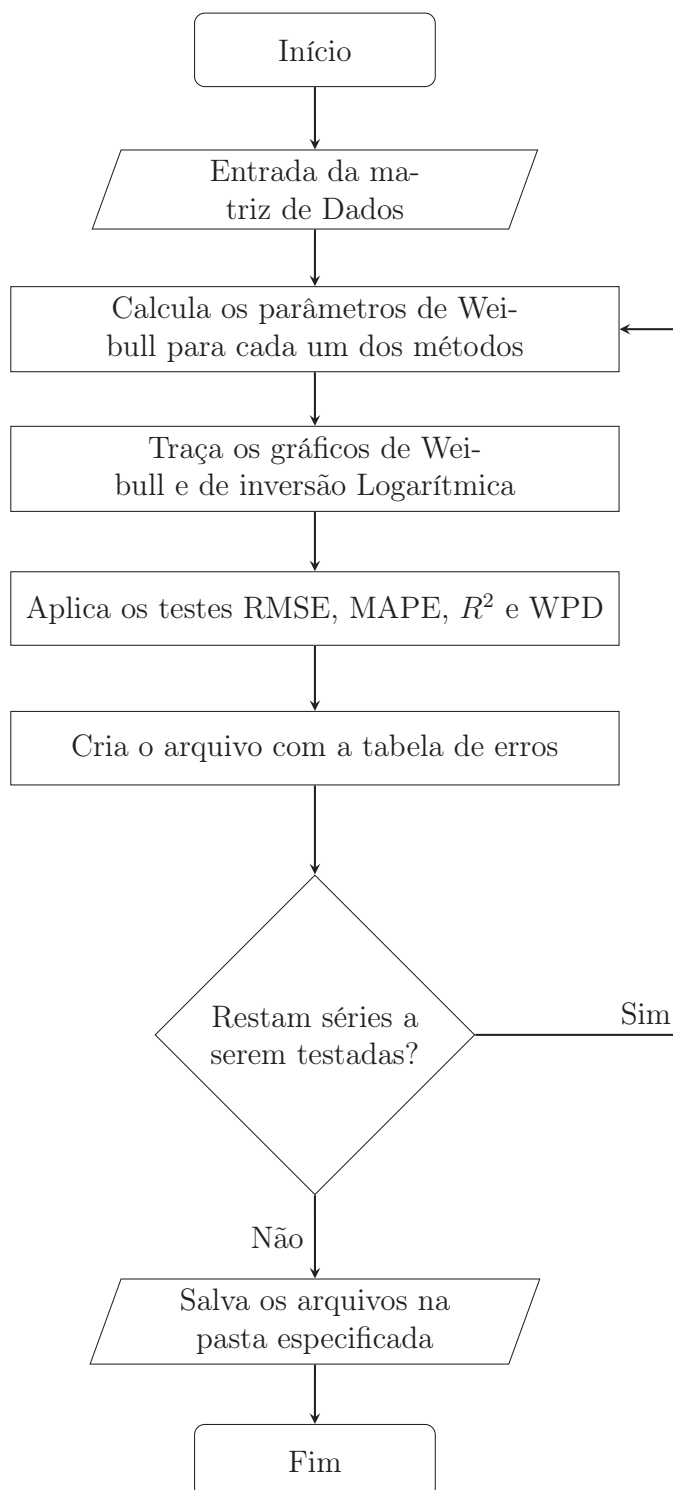 Início
Entrada da ma-
triz de Dados
Calcula os parâmetros de Wei-
bull para cada um dos métodos
Traça os gráficos de Wei-
bull e de inversão Logarítmica
Aplica os testes RMSE, MAPE, R² e WPD
Cria o arquivo com a tabela de erros
Restam séries a
serem testadas?
Sim
Não
Salva os arquivos na
pasta especificada
Fim